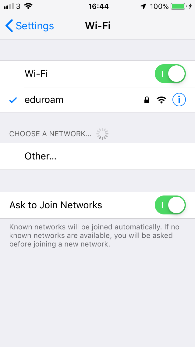 3 16:44 100%
Settings Wi-Fi
Wi-Fi
eduroam
CHOOSE A NETWORK...
Other...
Ask to Join Networks
Known networks will be joined automatically. If no
known networks are available, you will be asked
before joining a new network.